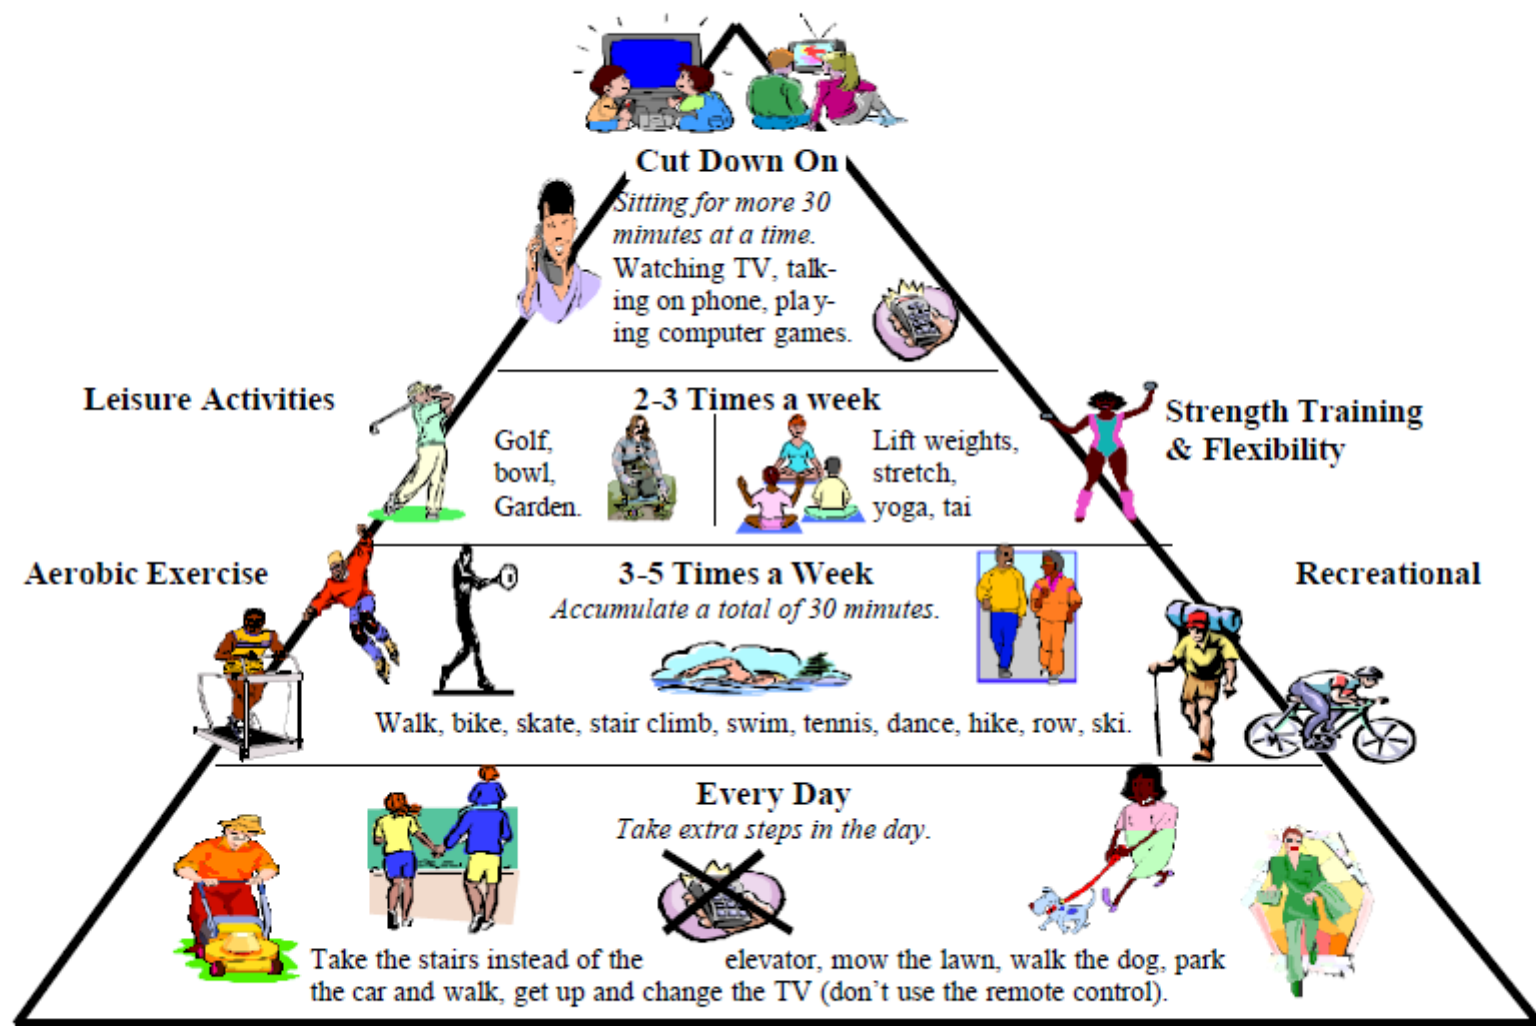 Cut Down On
Sitting for more 30
minutes at a time.
Watching TV, talk-
ing on phone, play-
ing computer games.
Leisure Activities
2-3 Times a week
Strength Training
& Flexibility
Golf,
bowl,
Garden.
Lift weights,
stretch,
yoga, tai
Aerobic Exercise
3-5 Times a Week
Recreational
Accumulate a total of 30 minutes.
Walk, bike, skate, stair climb, swim, tennis, dance, hike, row, ski.
Every Day
Take extra steps in the day.
Take the stairs instead of the elevator, mow the lawn, walk the dog, park
the car and walk, get up and change the TV (don't use the remote control).